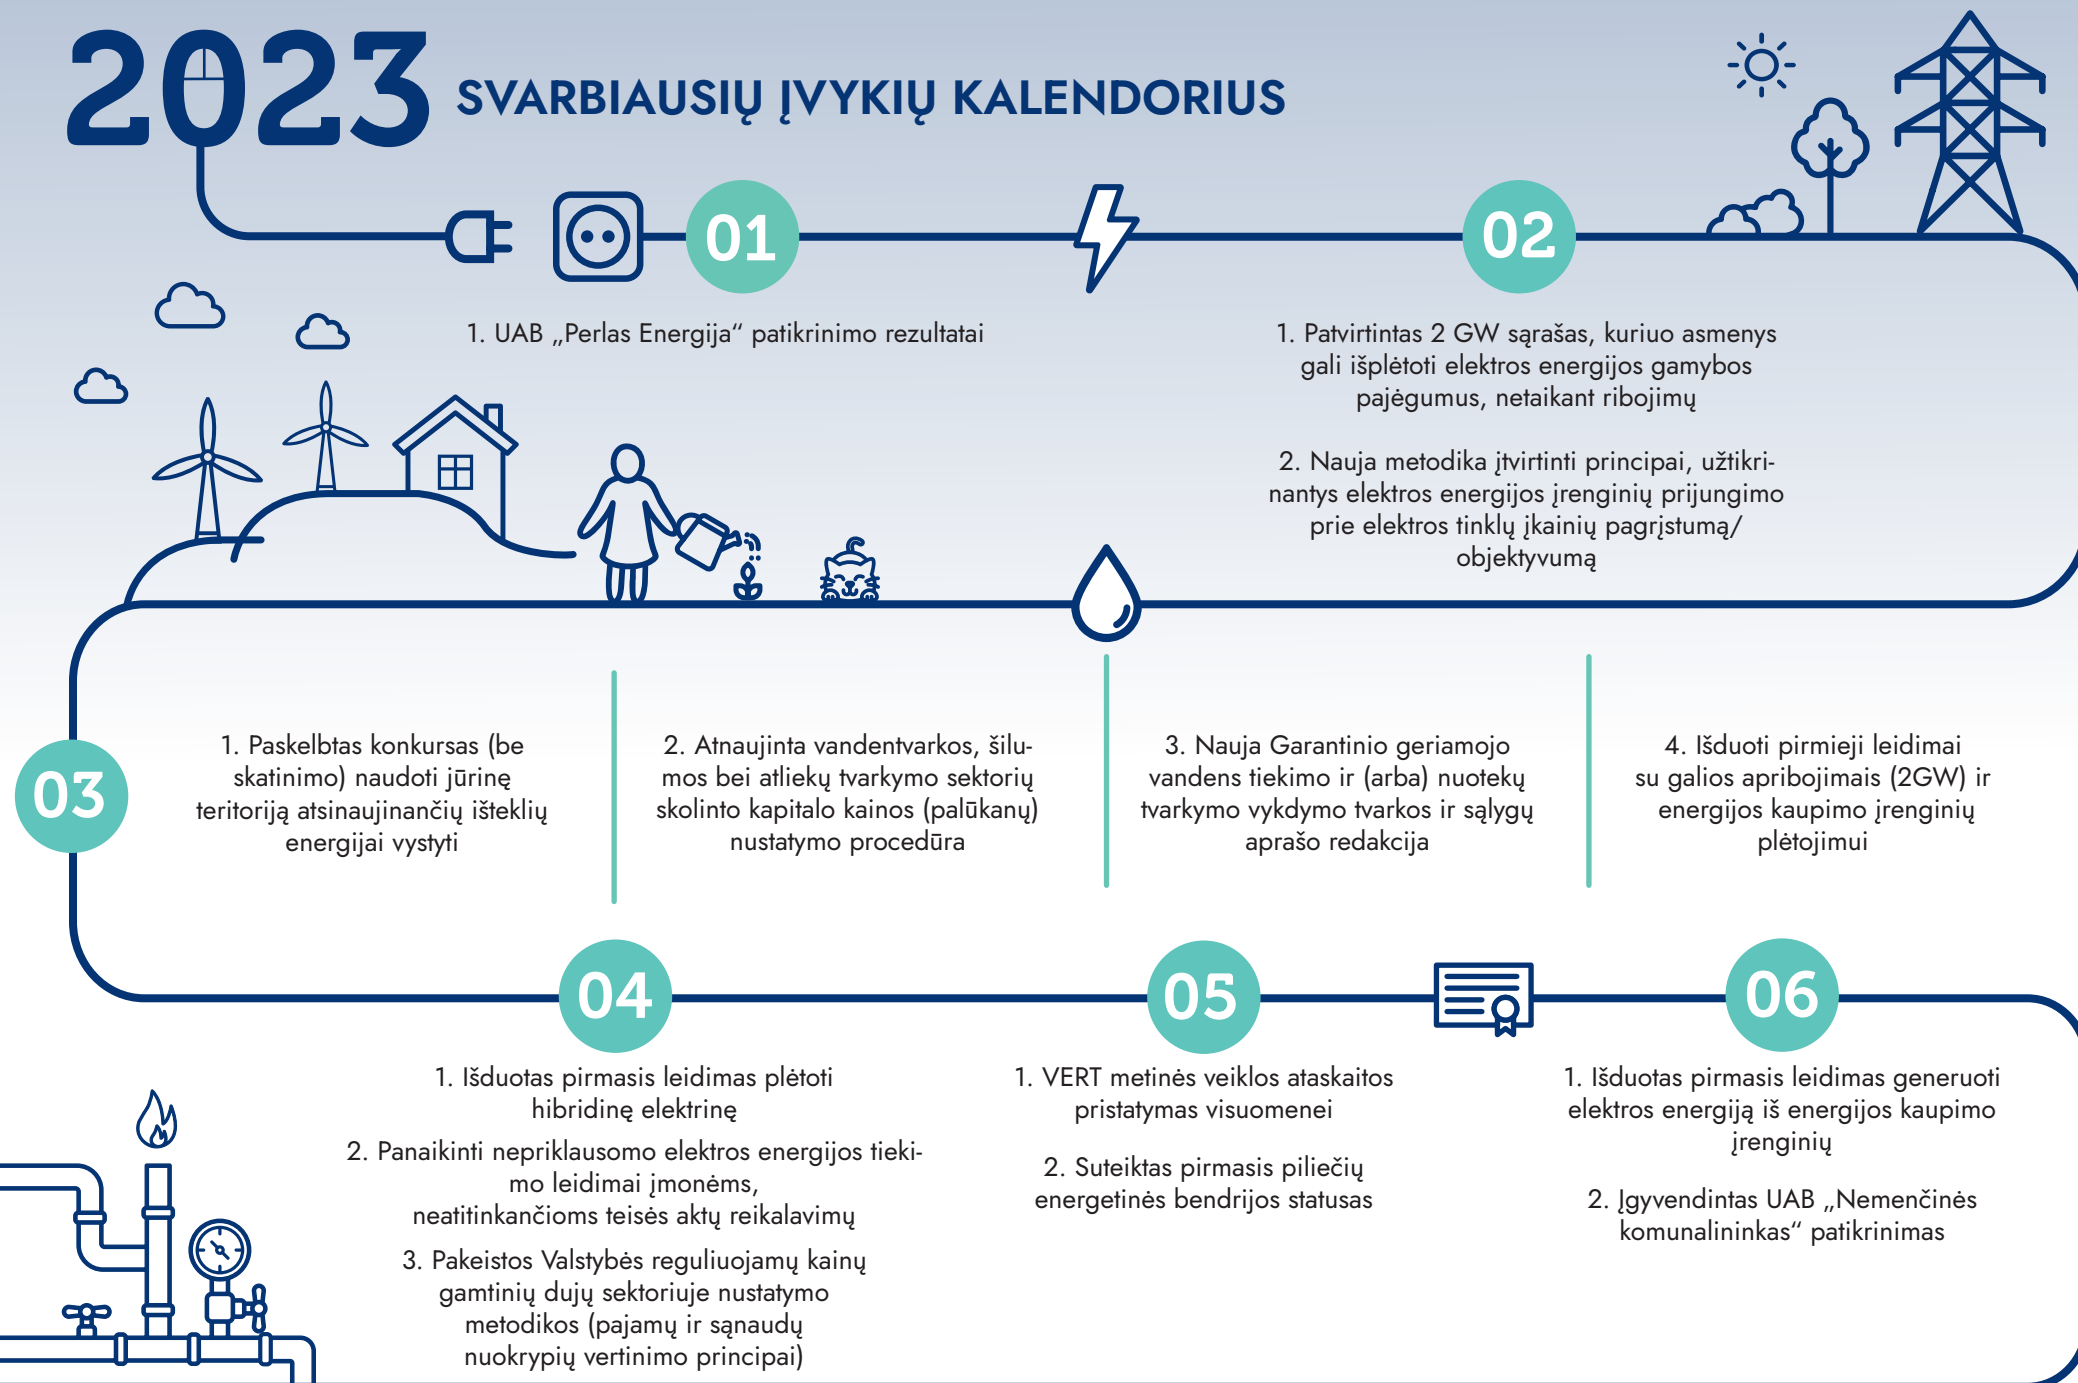 2023 SVARBIAUSIŲ ĮVYKIŲ KALENDORIUS
01
1. UAB „Perlas Energija“ patikrinimo rezultatai
02
1. Patvirtintas 2 GW sąrašas, kuriuo asmenys
gali išplėtoti elektros energijos gamybos
pajėgumus, netaikant ribojimų
2. Nauja metodika įtvirtinti principai, užtikri-
nantys elektros energijos įrenginių prijungimo
prie elektros tinklų įkainių pagrįstumą/
objektyvumą
03
1. Paskelbtas konkursas (be
skatinimo) naudoti jūrinę
teritoriją atsinaujinančių išteklių
energijai vystyti
2. Atnaujinta vandentvarkos, šilu-
mos bei atliekų tvarkymo sektorių
skolinto kapitalo kainos (palūkanų)
nustatymo procedūra
3. Nauja Garantinio geriamojo
vandens tiekimo ir (arba) nuotekų
tvarkymo vykdymo tvarkos ir sąlygų
aprašo redakcija
4. Išduoti pirmieji leidimai
su galios apribojimais (2GW) ir
energijos kaupimo įrenginių
plėtojimui
04
1. Išduotas pirmasis leidimas plėtoti
hibridinę elektrinę
2. Panaikinti nepriklausomo elektros energijos tieki-
mo leidimai įmonėms,
neatitinkančioms teisės aktų reikalavimų
3. Pakeistos Valstybės reguliuojamų kainų
gamtinių dujų sektoriuje nustatymo
metodikos (pajamų ir sąnaudų
nuokrypių vertinimo principai)
05
1. VERT metinės veiklos ataskaitos
pristatymas visuomenei
2. Suteiktas pirmasis piliečių
energetinės bendrijos statusas
06
1. Išduotas pirmasis leidimas generuoti
elektros energiją iš energijos kaupimo
įrenginių
2. Įgyvendintas UAB „Nemenčinės
komunalininkas“ patikrinimas